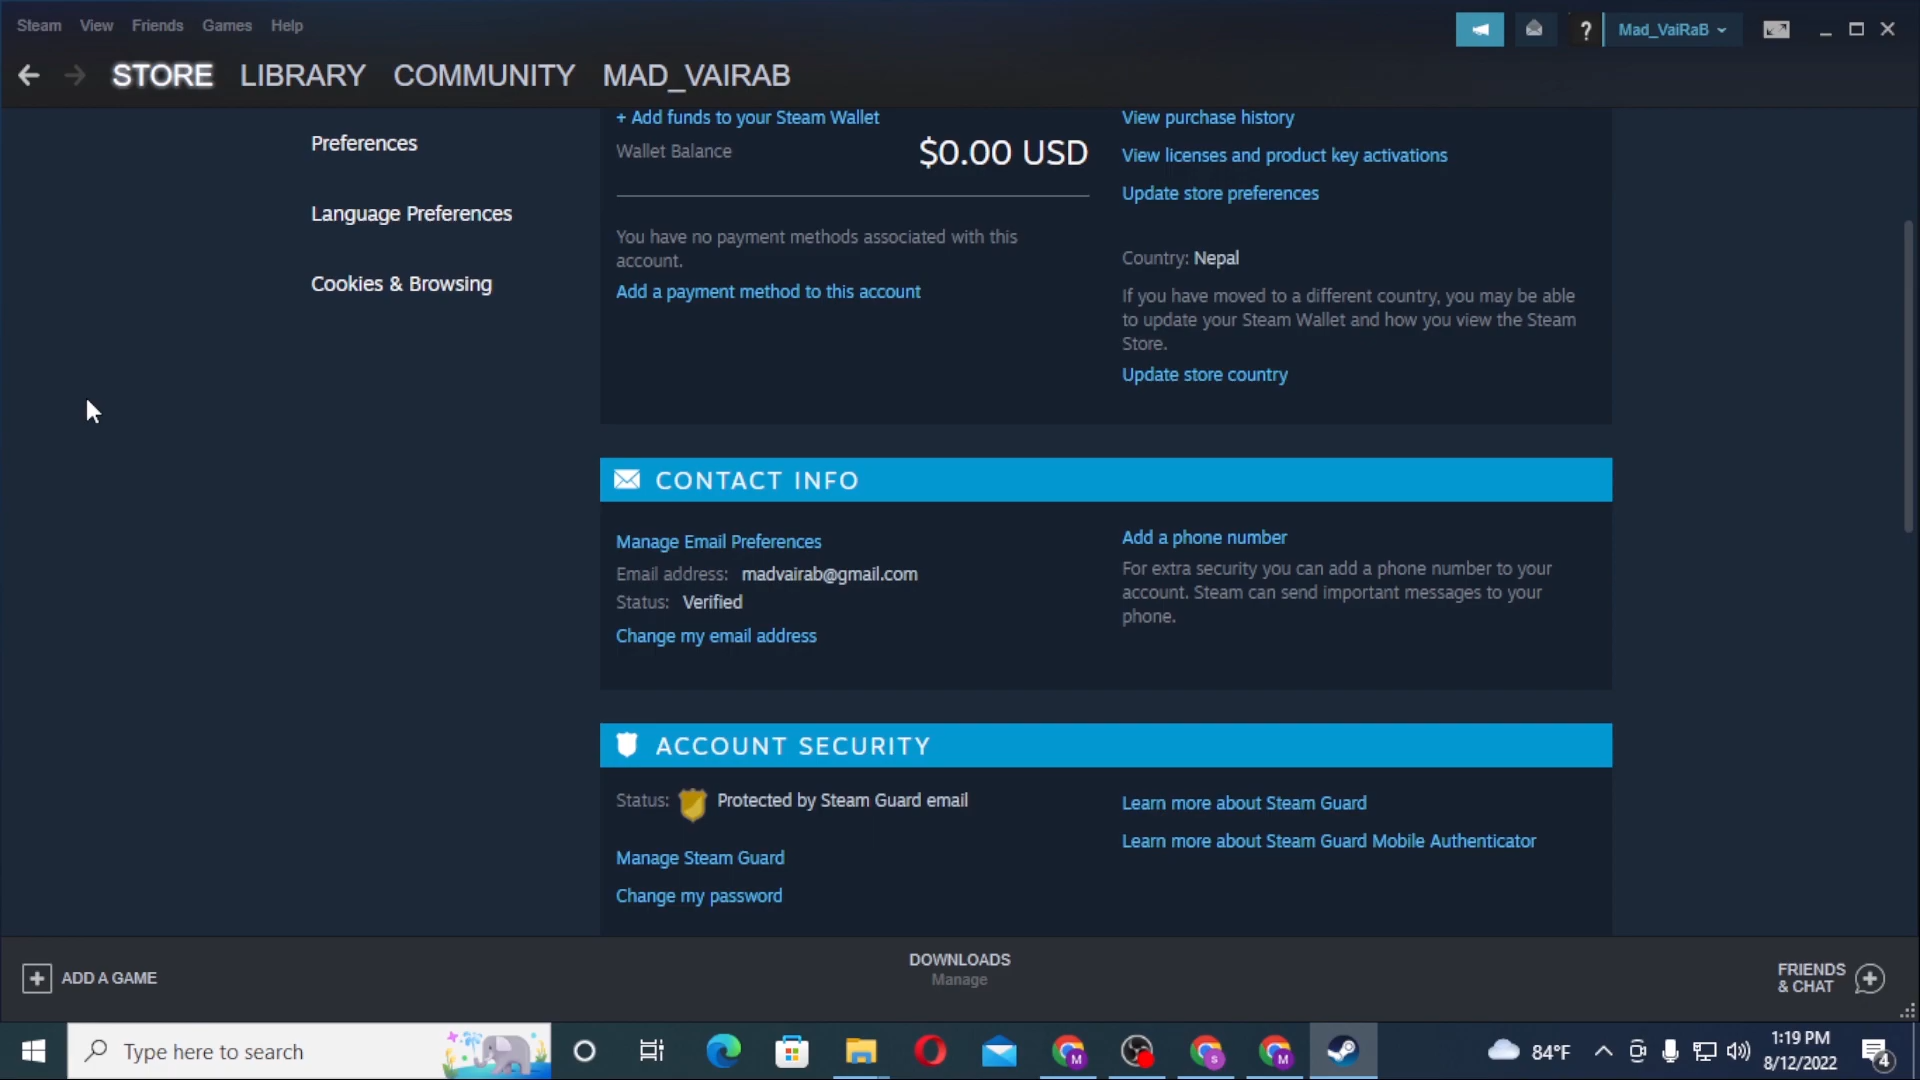 Steam View Friends Games Help
? Mad_VaiRaB
STORE LIBRARY COMMUNITY MAD_VAIRAB
Preferences
Language Preferences
Cookies & Browsing
+ Add funds to your Steam Wallet
Wallet Balance $0.00 USD
You have no payment methods associated with this
account.
Add a payment method to this account
View purchase history
View licenses and product key activations
Update store preferences
Country: Nepal
If you have moved to a different country, you may be able
to update your Steam Wallet and how you view the Steam
Store.
Update store country
CONTACT INFO
Manage Email Preferences
Email address: madvairab@gmail.com
Status: Verified
Change my email address
Add a phone number
For extra security you can add a phone number to your
account. Steam can send important messages to your
phone.
ACCOUNT SECURITY
Status: Protected by Steam Guard email
Manage Steam Guard
Change my password
Learn more about Steam Guard
Learn more about Steam Guard Mobile Authenticator
ADD A GAME
DOWNLOADS
Manage
FRIENDS
& CHAT
Type here to search
M
S
M
84°F
1:19 PM
8/12/2022
4